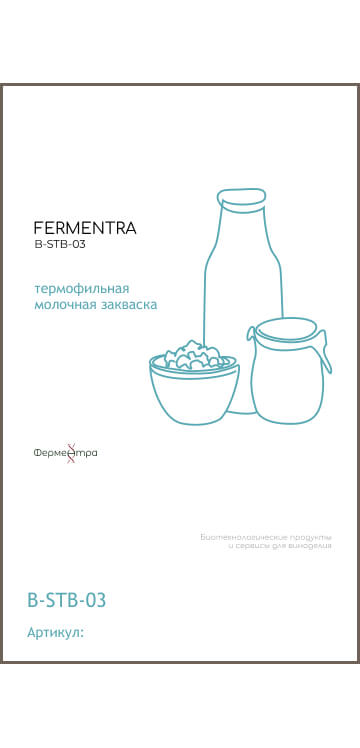 FERMENTRA
B-STB-03
термофильная
молочная закваска
Ферментра
Биотехнологические продукты
и сервисы для виноделия
B-STB-03
Артикул: